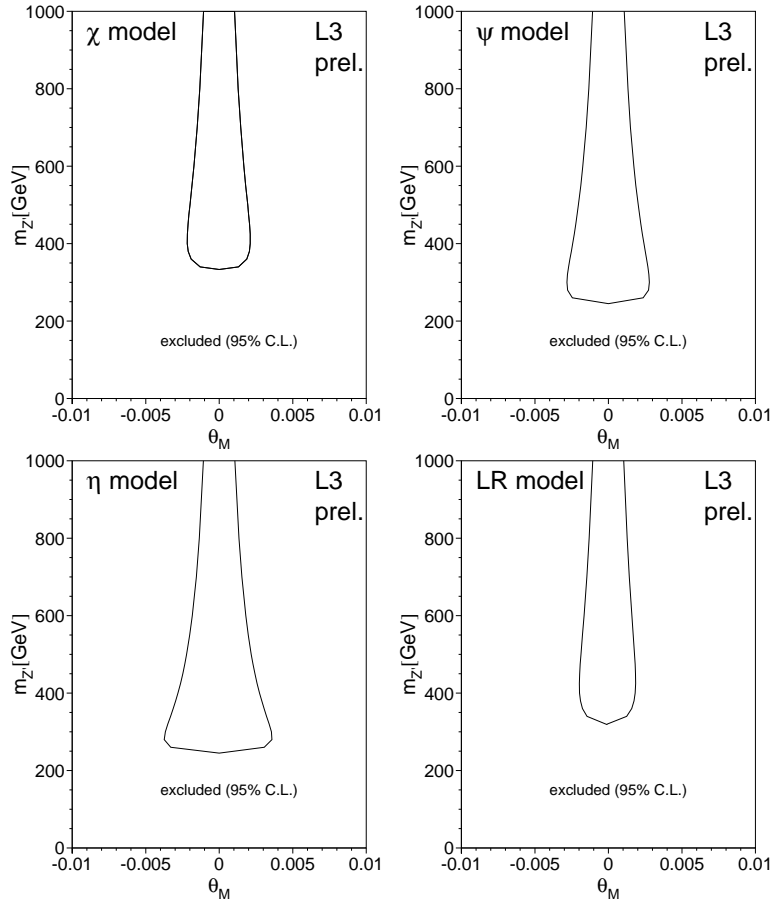 1000
800
600
400
200
0
m_Z'[GeV]
χ model
L3
prel.
excluded (95% C.L.)
-0.01 -0.005 0 0.005 0.01
θ_M
1000
800
600
400
200
0
m_Z'[GeV]
ψ model
L3
prel.
excluded (95% C.L.)
-0.01 -0.005 0 0.005 0.01
θ_M
1000
800
600
400
200
0
m_Z'[GeV]
η model
L3
prel.
excluded (95% C.L.)
-0.01 -0.005 0 0.005 0.01
θ_M
1000
800
600
400
200
0
m_Z'[GeV]
LR model
L3
prel.
excluded (95% C.L.)
-0.01 -0.005 0 0.005 0.01
θ_M